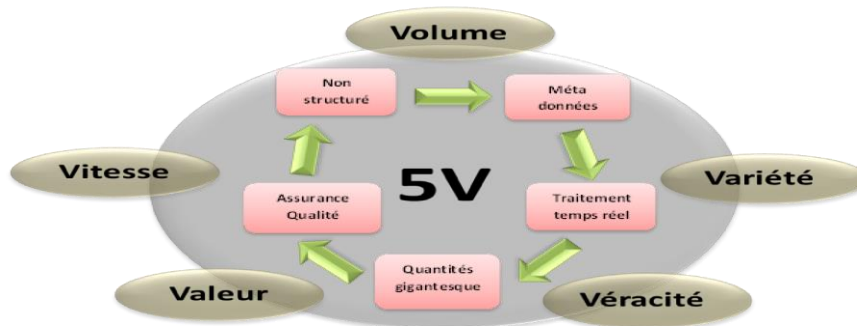 Volume
Non
structuré
Méta
données
Vitesse
5V
Variété
Assurance
Qualité
Traitement
temps réel
Quantités
gigantesque
Valeur
Véracité